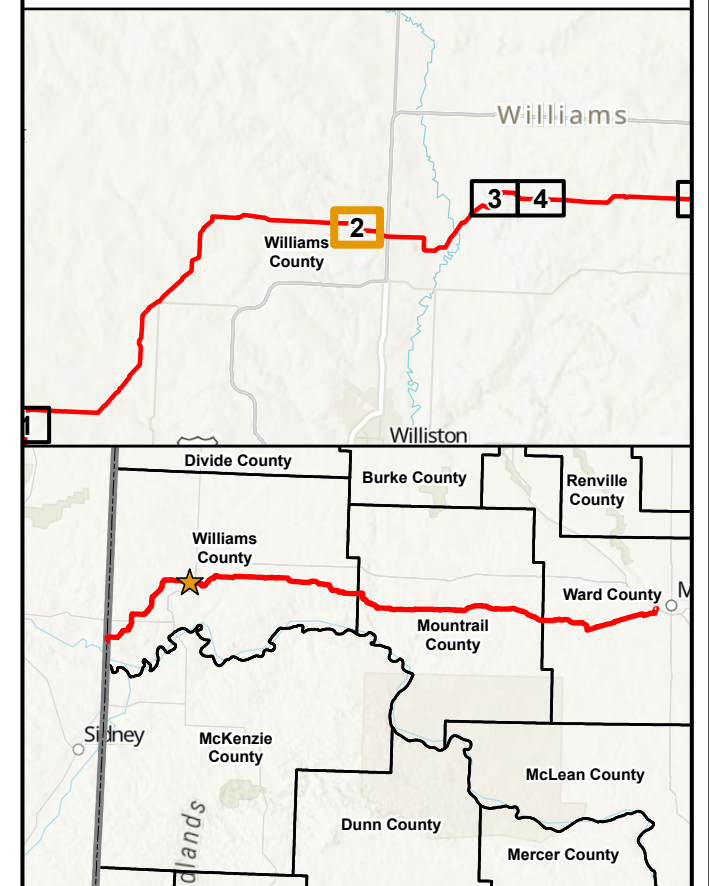 Williams
3
4
2
Williams
County
1
Williston
Divide County
Burke County
Renville
County
Williams
County
Ward County
M
Mountrail
County
Sidney
McKenzie
County
McLean County
dlands
Dunn County
Mercer County